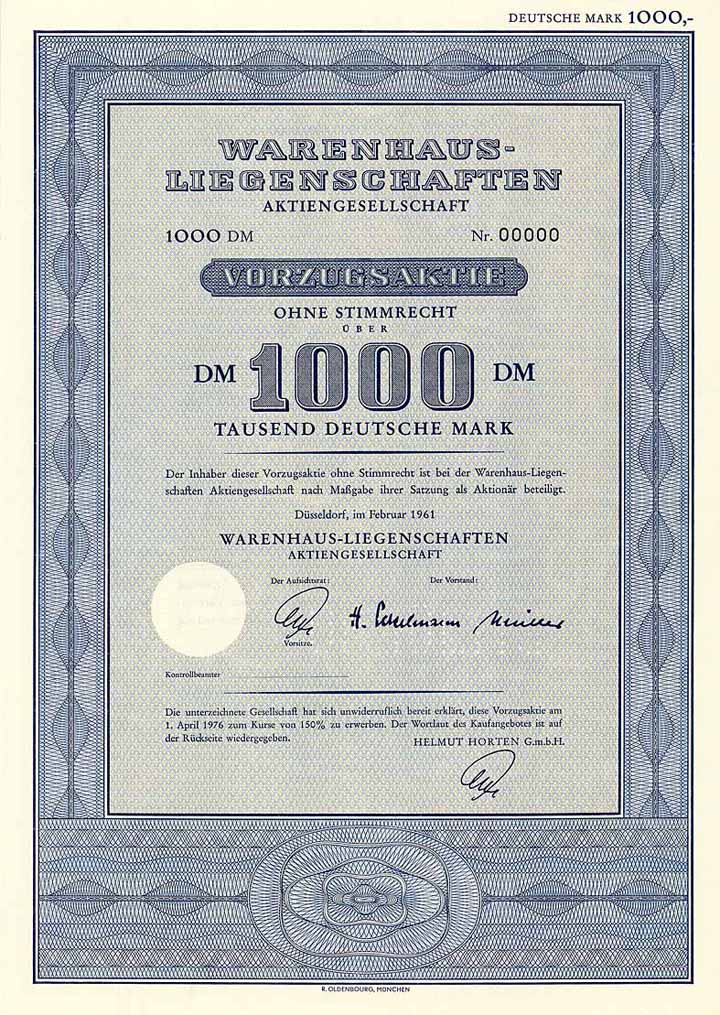 DEUTSCHE MARK 1000,-
WARENHAUS-
LIEGENSCHAFTEN
AKTIENGESELLSCHAFT
1000 DM Nr. 00000
VORZUGSAKTIE
OHNE STIMMRECHT
ÜBER
DM 1000 DM
TAUSEND DEUTSCHE MARK
Der Inhaber dieser Vorzugsaktie ohne Stimmrecht ist bei der Warenhaus-Liegen-
schaften Aktiengesellschaft nach Maßgabe ihrer Satzung als Aktionär beteiligt.
Düsseldorf, im Februar 1961
WARENHAUS-LIEGENSCHAFTEN
AKTIENGESELLSCHAFT
Der Aufsichtsrat: Der Vorstand:
Vorsitz.
Kontrollbeamter
Die unterzeichnete Gesellschaft hat sich unwiderruflich bereit erklärt, diese Vorzugsaktie am
1. April 1976 zum Kurse von 150% zu erwerben. Der Wortlaut des Kaufangebotes ist auf
der Rückseite wiedergegeben.
HELMUT HORTEN G.m.b.H.
R. OLDENBOURG, MÜNCHEN